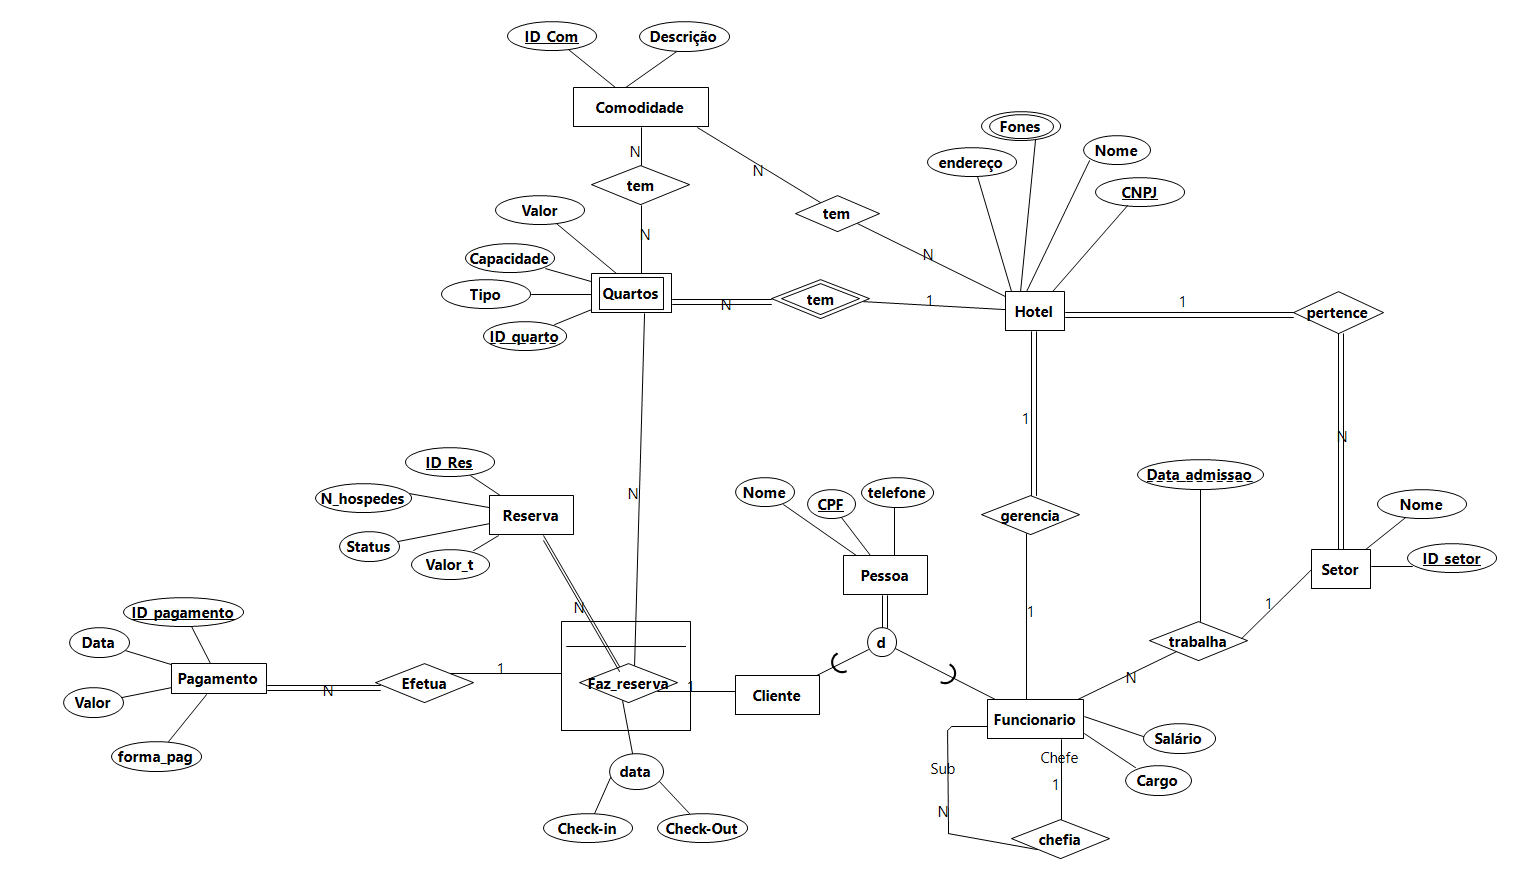 ID_Com
Descrição
Comodidade
Fones
Nome
N
endereço
N
CNPJ
tem
Valor
tem
N
N
Capacidade
Quartos
Tipo
tem
1
1
N
Hotel
pertence
ID_quarto
1
N
ID_Res
Data_admissao
Nome
telefone
N
N_hospedes
CPF
Nome
Reserva
gerencia
Status
ID_setor
Valor_t
Setor
Pessoa
1
N
1
ID_pagamento
Data
d
trabalha
1
Pagamento
N
Efetua
Faz_reserva
1
Cliente
N
Valor
Funcionario
Salário
forma_pag
Chefe
Sub
data
1
Cargo
N
Check-in
Check-Out
chefia